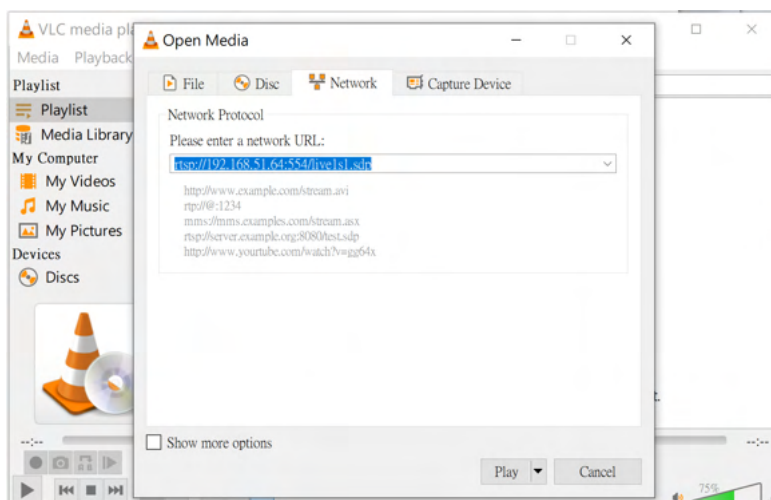 VLC media pla
Open Media
Media Playback
File
Disc
Network
Capture Device
Playlist
Playlist
Media Library
My Computer
My Videos
My Music
My Pictures
Devices
Discs
Network Protocol
Please enter a network URL:
rtsp://192.168.51.64:554/live1s1.sdp
http://www.example.com/stream.avi
rtp://@:1234
mms://mms.examples.com/stream.asx
rtsp://server.example.org:8080/test.sdp
http://www.yourtube.com/watch?v=gg64x
t.
--:--
--:--
Show more options
Play
Cancel
75%